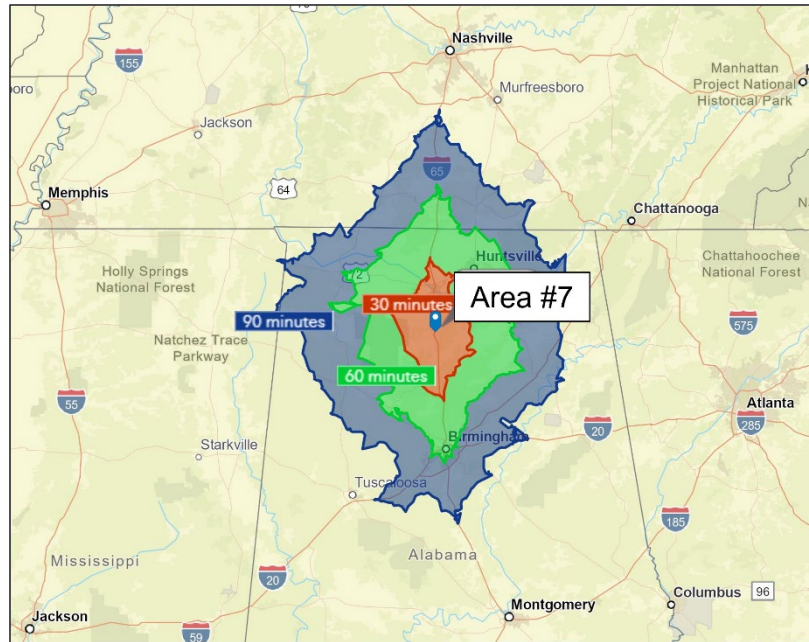 Nashville
155
Manhattan
Project National
Historical Park
Murfreesboro
oro
Jackson
65
64
Memphis
Chattanooga
Huntsville
72
Holly Springs
National Forest
Chattahoochee
National Forest
30 minutes
Area #7
90 minutes
575
Natchez Trace
Parkway
60 minutes
55
Atlanta
285
20
Birmingham
Starkville
Tuscaloosa
185
Alabama
Mississippi
20
Columbus
96
Jackson
Montgomery
59